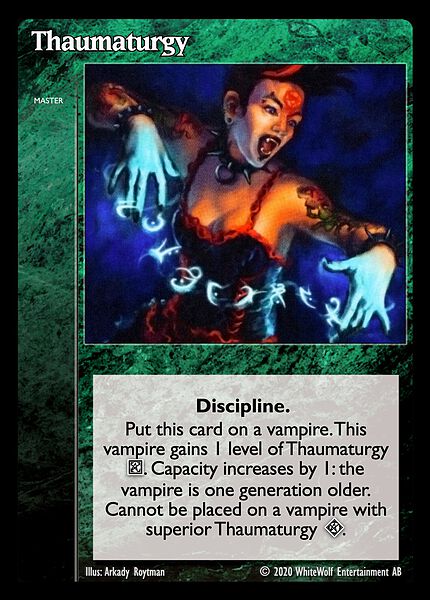 Thaumaturgy
MASTER
Discipline.
Put this card on a vampire. This
vampire gains 1 level of Thaumaturgy
. Capacity increases by 1: the
vampire is one generation older.
Cannot be placed on a vampire with
superior Thaumaturgy .
Illus: Arkady Roytman
© 2020 WhiteWolf Entertainment AB